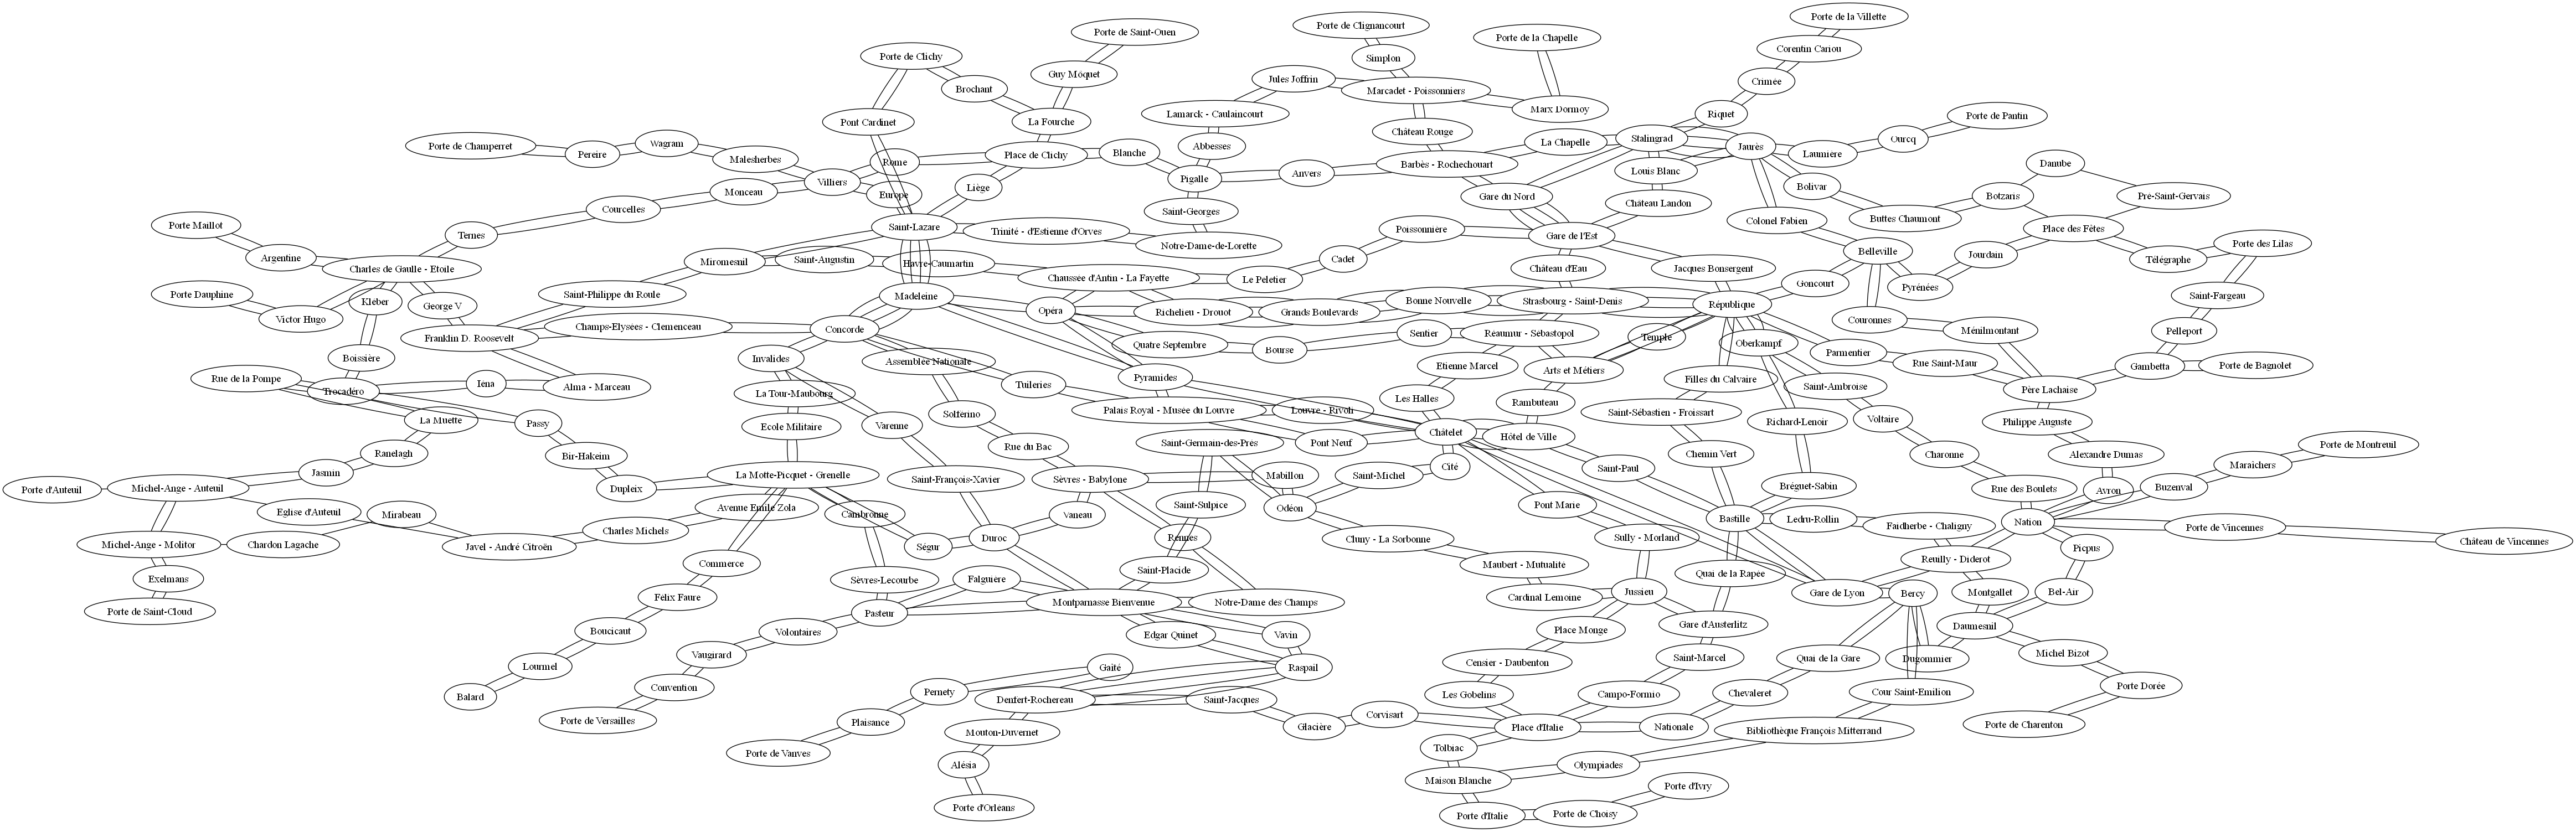 Porte de la Villette
Porte de Clignancourt
Porte de Saint-Ouen
Porte de la Chapelle
Corentin Cariou
Porte de Clichy
Simplon
Guy Môquet
Jules Joffrin
Crimée
Brochant
Marcadet - Poissonniers
Marx Dormoy
Lamarck - Caulaincourt
Riquet
Porte de Pantin
Pont Cardinet
La Fourche
Château Rouge
Stalingrad
Ourcq
Porte de Champerret
Wagram
Abbesses
La Chapelle
Jaurès
Pereire
Malesherbes
Rome
Place de Clichy
Blanche
Barbès - Rochechouart
Laumière
Danube
Villiers
Pigalle
Anvers
Louis Blanc
Bolivar
Monceau
Europe
Liège
Gare du Nord
Botzaris
Pré-Saint-Gervais
Courcelles
Saint-Georges
Château Landon
Buttes Chaumont
Porte Maillot
Ternes
Saint-Lazare
Trinité - d'Estienne d'Orves
Poissonnière
Gare de l'Est
Colonel Fabien
Place des Fêtes
Notre-Dame-de-Lorette
Belleville
Porte des Lilas
Argentine
Charles de Gaulle - Etoile
Miromesnil
Saint-Augustin
Havre-Caumartin
Cadet
Château d'Eau
Jacques Bonsergent
Jourdain
Télégraphe
Chaussée d'Antin - La Fayette
Le Peletier
Goncourt
Pyrénées
Porte Dauphine
Kléber
George V
Saint-Philippe du Roule
Madeleine
Saint-Fargeau
Victor Hugo
Opéra
Richelieu - Drouot
Grands Boulevards
Bonne Nouvelle
Strasbourg - Saint-Denis
République
Couronnes
Ménilmontant
Franklin D. Roosevelt
Champs-Elysées - Clemenceau
Concorde
Quatre Septembre
Bourse
Sentier
Réaumur - Sébastopol
Temple
Oberkampf
Parmentier
Pelleport
Boissière
Invalides
Assemblée Nationale
Etienne Marcel
Arts et Métiers
Rue Saint-Maur
Gambetta
Porte de Bagnolet
Rue de la Pompe
Trocadéro
Iéna
Alma - Marceau
La Tour-Maubourg
Tuileries
Pyramides
Filles du Calvaire
Saint-Ambroise
Père Lachaise
La Muette
Passy
Ecole Militaire
Varenne
Solférino
Palais Royal - Musée du Louvre
Louvre - Rivoli
Les Halles
Rambuteau
Saint-Sébastien - Froissart
Richard-Lenoir
Voltaire
Philippe Auguste
Ranelagh
Bir-Hakeim
Rue du Bac
Saint-Germain-des-Prés
Pont Neuf
Châtelet
Hôtel de Ville
Chemin Vert
Charonne
Alexandre Dumas
Porte de Montreuil
Jasmin
La Motte-Picquet - Grenelle
Saint-François-Xavier
Sèvres - Babylone
Mabillon
Saint-Michel
Cité
Saint-Paul
Bréguet-Sabin
Rue des Boulets
Avron
Buzenval
Maraîchers
Porte d'Auteuil
Michel-Ange - Auteuil
Dupleix
Avenue Emile Zola
Cambronne
Vaneau
Saint-Sulpice
Odéon
Pont Marie
Bastille
Ledru-Rollin
Faidherbe - Chaligny
Nation
Porte de Vincennes
Château de Vincennes
Eglise d'Auteuil
Mirabeau
Charles Michels
Javel - André Citroën
Ségur
Duroc
Rennes
Cluny - La Sorbonne
Sully - Morland
Reuilly - Diderot
Picpus
Michel-Ange - Molitor
Chardon Lagache
Commerce
Sèvres-Lecourbe
Falguière
Saint-Placide
Maubert - Mutualité
Quai de la Rapée
Exelmans
Félix Faure
Pasteur
Montparnasse Bienvenue
Notre-Dame des Champs
Cardinal Lemoine
Jussieu
Gare de Lyon
Bercy
Montgallet
Bel-Air
Porte de Saint-Cloud
Boucicaut
Volontaires
Edgar Quinet
Vavin
Place Monge
Gare d'Austerlitz
Daumesnil
Lourmel
Vaugirard
Gaîté
Raspail
Censier - Daubenton
Saint-Marcel
Quai de la Gare
Dugommier
Michel Bizot
Balard
Convention
Pernety
Denfert-Rochereau
Saint-Jacques
Les Gobelins
Campo-Formio
Chevaleret
Cour Saint-Emilion
Porte Dorée
Porte de Versailles
Plaisance
Mouton-Duvernet
Glacière
Corvisart
Place d'Italie
Nationale
Bibliothèque François Mitterrand
Porte de Charenton
Porte de Vanves
Alésia
Tolbiac
Maison Blanche
Olympiades
Porte d'Orléans
Porte d'Italie
Porte de Choisy
Porte d'Ivry